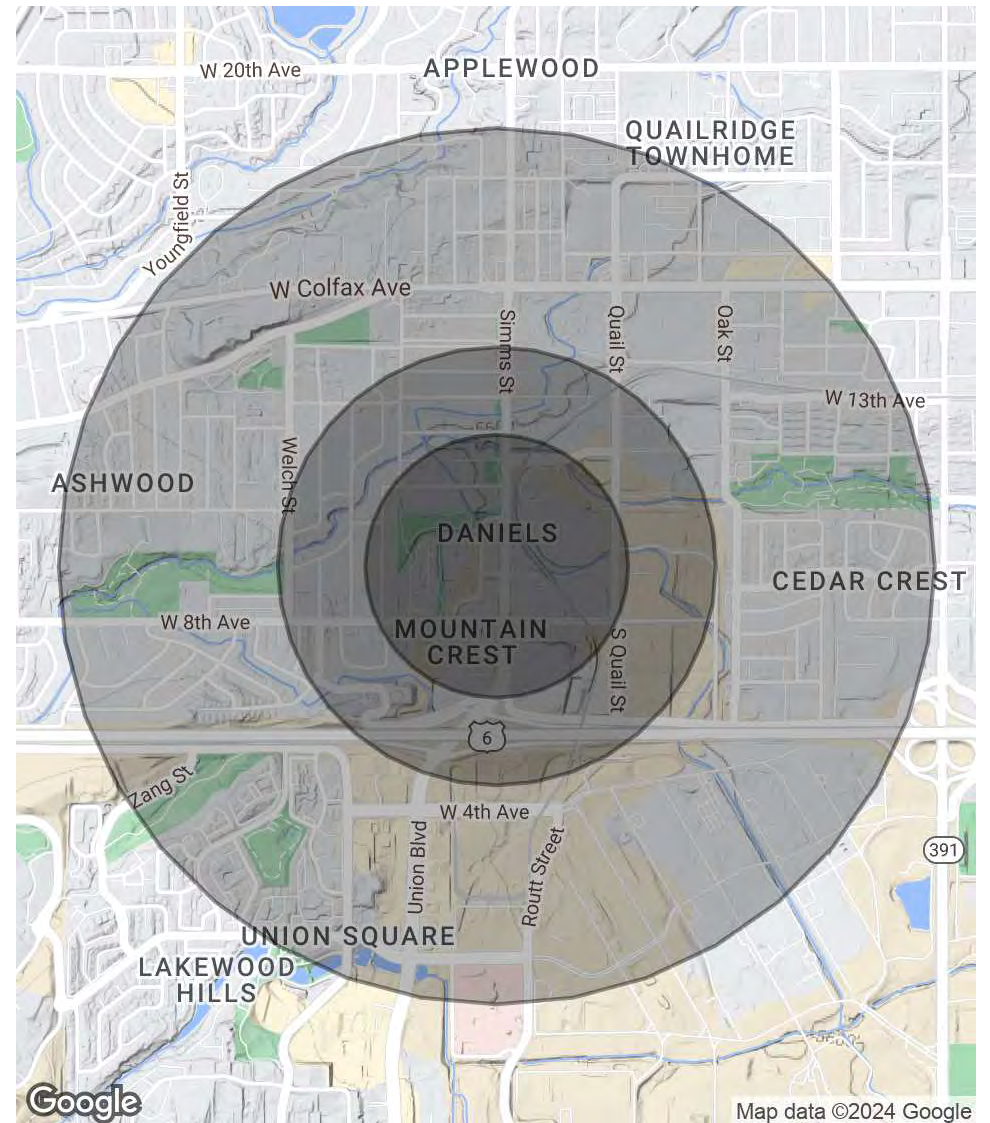 W 20th Ave
APPLEWOOD
QUAILRIDGE
TOWNHOME
Youngfield St
W Colfax Ave
Simms St
Quail St
Oak St
W 13th Ave
Welch St
ASHWOOD
DANIELS
CEDAR CREST
W 8th Ave
MOUNTAIN
CREST
S Quail St
6
Zang St
W 4th Ave
Union Blvd
Routt Street
391
UNION SQUARE
LAKEWOOD
HILLS
Google
Map data ©2024 Google